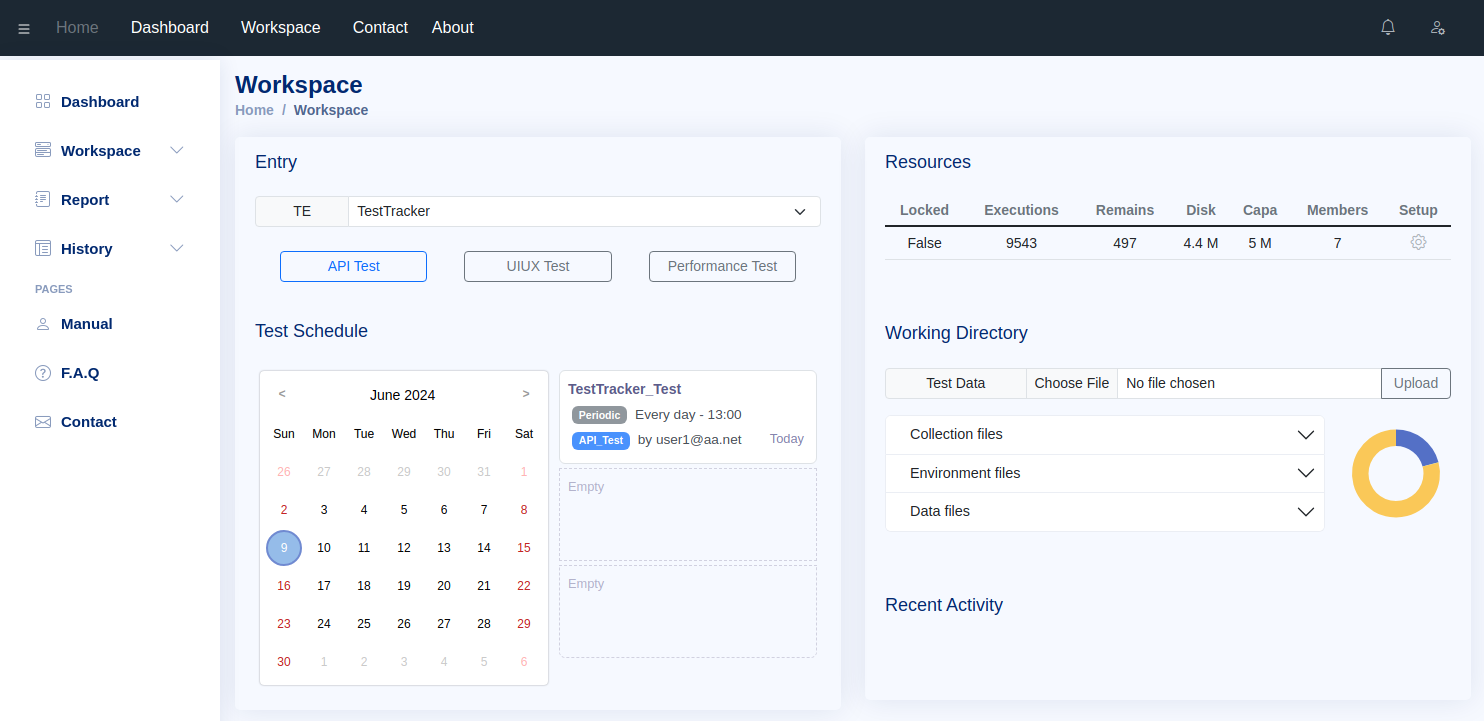 Home Dashboard Workspace Contact About
Dashboard
Workspace
Report
History
PAGES
Manual
F.A.Q
Contact
Workspace
Home / Workspace
Entry
TE TestTracker
API Test UIUX Test Performance Test
Test Schedule
< June 2024 >
Sun Mon Tue Wed Thu Fri Sat
26 27 28 29 30 31 1
2 3 4 5 6 7 8
9 10 11 12 13 14 15
16 17 18 19 20 21 22
23 24 25 26 27 28 29
30 1 2 3 4 5 6
TestTracker_Test
Periodic Every day - 13:00
API_Test by user1@aa.net Today
Empty
Empty
Resources
Locked Executions Remains Disk Capa Members Setup
False 9543 497 4.4 M 5 M 7
Working Directory
Test Data Choose File No file chosen Upload
Collection files
Environment files
Data files
Recent Activity